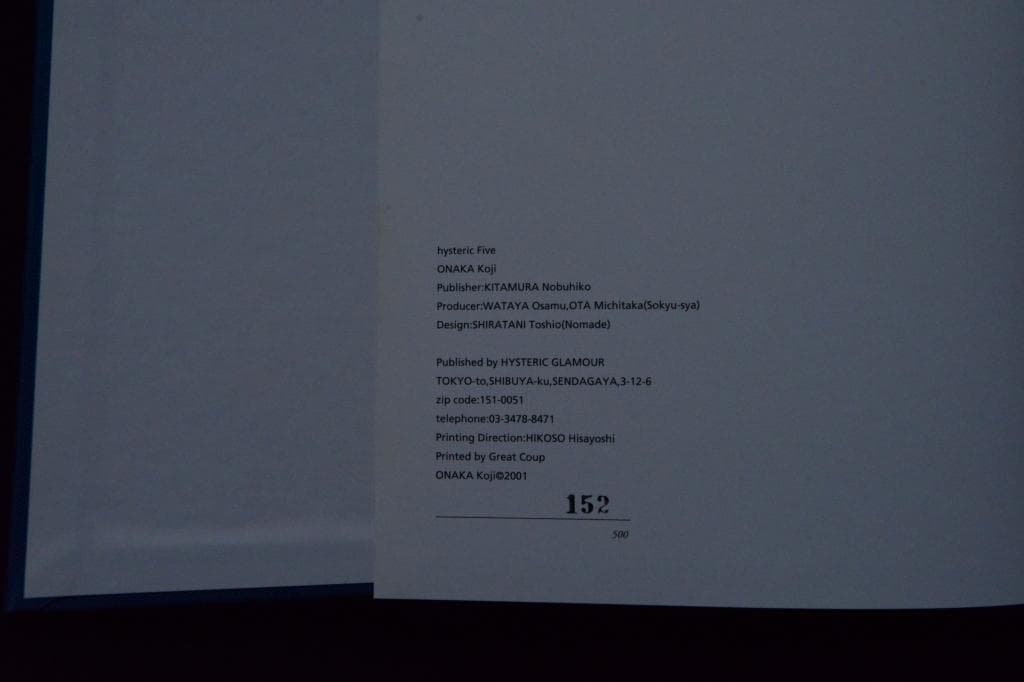 hysteric Five
ONAKA Koji
Publisher:KITAMURA Nobuhiko
Producer:WATAYA Osamu,OTA Michitaka(Sokyu-sya)
Design:SHIRATANI Toshio(Nomade)
Published by HYSTERIC GLAMOUR
TOKYO-to,SHIBUYA-ku,SENDAGAYA,3-12-6
zip code:151-0051
telephone:03-3478-8471
Printing Direction:HIKOSO Hisayoshi
Printed by Great Coup
ONAKA Koji©2001
152
500